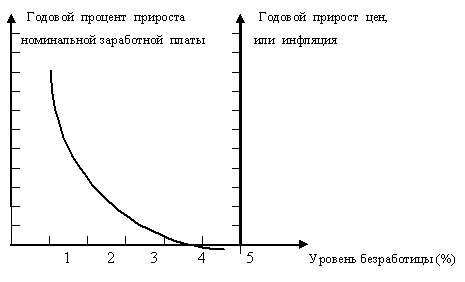 Годовой процент прироста
номинальной заработной платы
Годовой прирост цен,
или инфляция
1 2 3 4 5 Уровень безработицы (%)